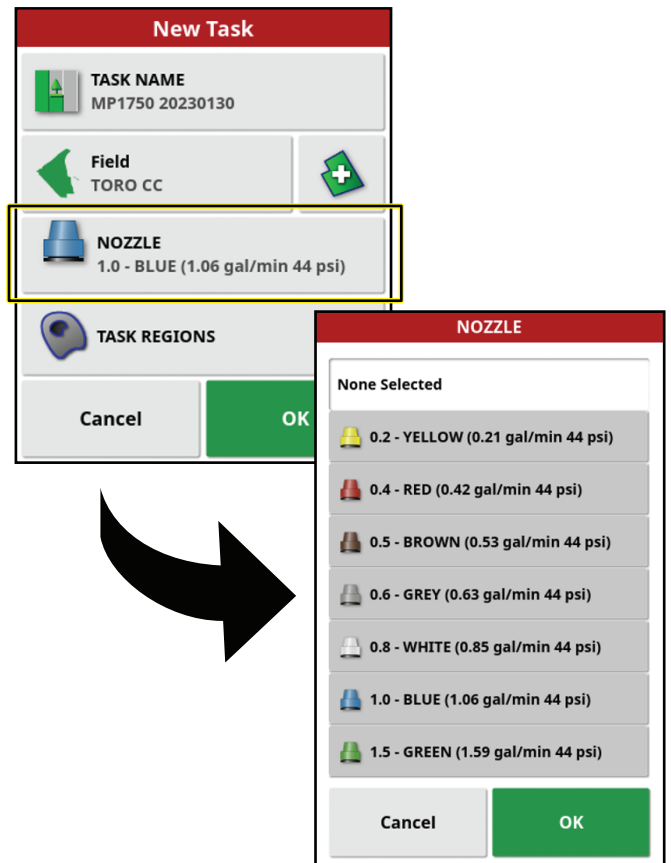 New Task
TASK NAME
MP1750 20230130
Field
TORO CC
NOZZLE
1.0 - BLUE (1.06 gal/min 44 psi)
TASK REGIONS
Cancel
OK
NOZZLE
None Selected
0.2 - YELLOW (0.21 gal/min 44 psi)
0.4 - RED (0.42 gal/min 44 psi)
0.5 - BROWN (0.53 gal/min 44 psi)
0.6 - GREY (0.63 gal/min 44 psi)
0.8 - WHITE (0.85 gal/min 44 psi)
1.0 - BLUE (1.06 gal/min 44 psi)
1.5 - GREEN (1.59 gal/min 44 psi)
Cancel
OK